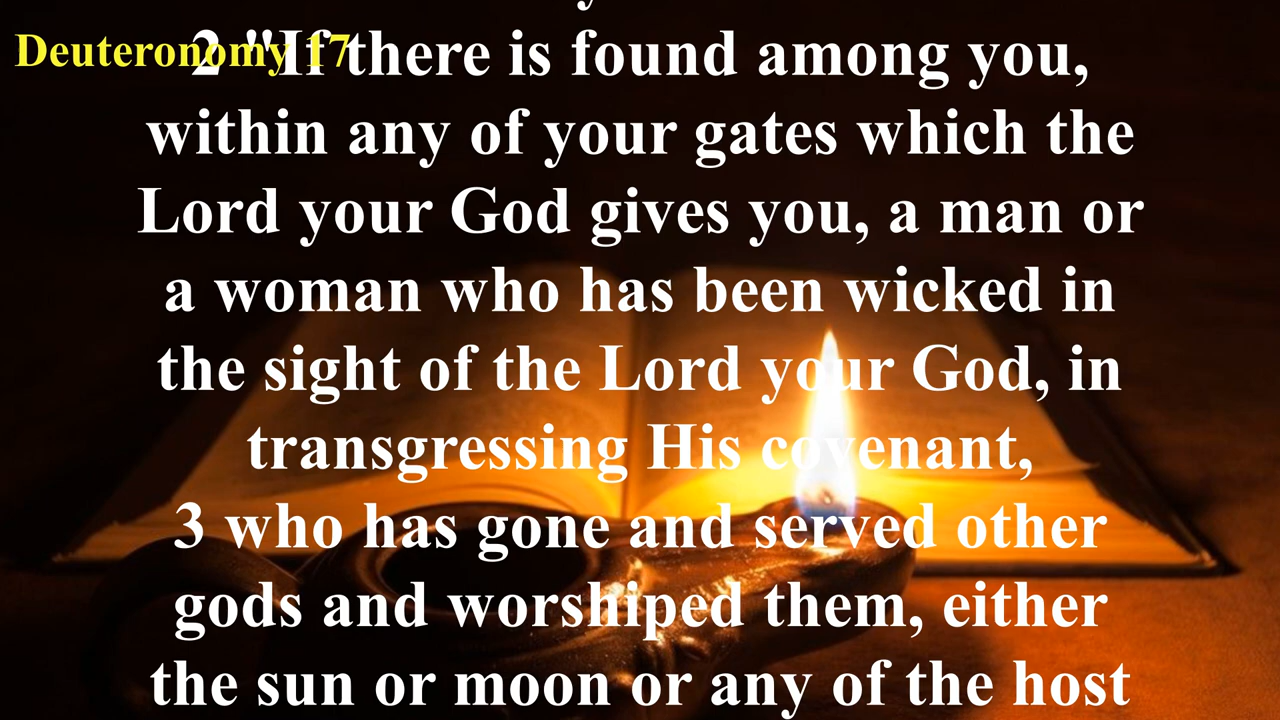 Deuteronomy 17
2 "If there is found among you,
within any of your gates which the
Lord your God gives you, a man or
a woman who has been wicked in
the sight of the Lord your God, in
transgressing His covenant,
3 who has gone and served other
gods and worshiped them, either
the sun or moon or any of the host